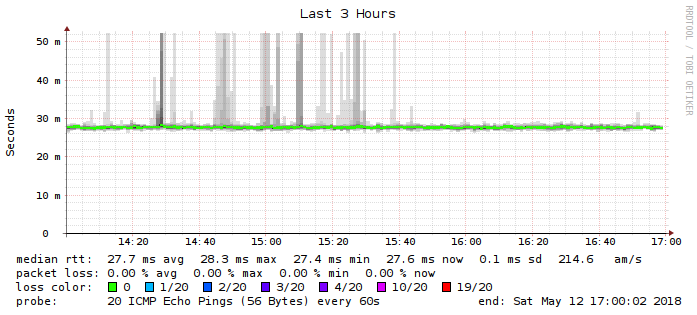 Last 3 Hours
RRDTOOL / TOBI OETIKER
Seconds
50 m
40 m
30 m
20 m
10 m
0
14:20 14:40 15:00 15:20 15:40 16:00 16:20 16:40 17:00
median rtt: 27.7 ms avg 28.3 ms max 27.4 ms min 27.6 ms now 0.1 ms sd 214.6 am/s
packet loss: 0.00 % avg 0.00 % max 0.00 % min 0.00 % now
loss color: 0 1/20 2/20 3/20 4/20 10/20 19/20
probe: 20 ICMP Echo Pings (56 Bytes) every 60s end: Sat May 12 17:00:02 2018